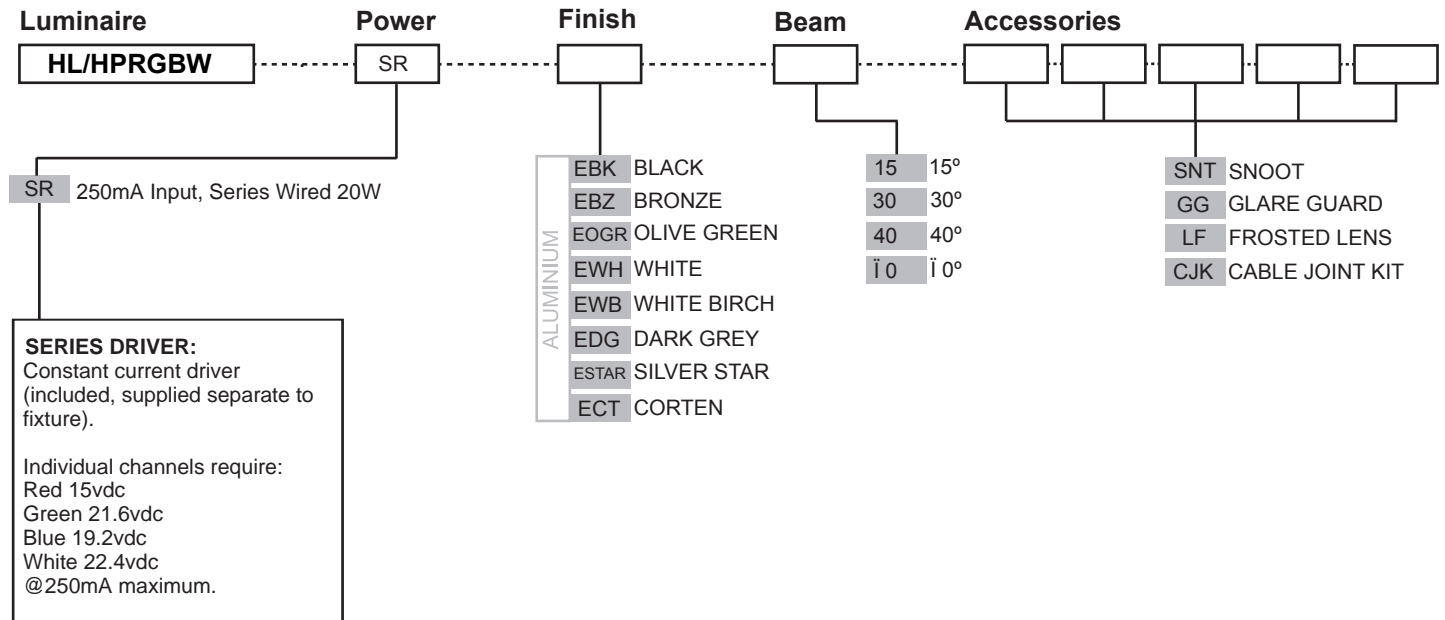 Luminaire Power Finish Beam Accessories
HL/HPRGBW SR
SR 250mA Input, Series Wired 20W
SERIES DRIVER:
Constant current driver
(included, supplied separate to
fixture).
Individual channels require:
Red 15vdc
Green 21.6vdc
Blue 19.2vdc
White 22.4vdc
@250mA maximum.
ALUMINIUM
EBK BLACK
EBZ BRONZE
EOGR OLIVE GREEN
EWH WHITE
EWB WHITE BIRCH
EDG DARK GREY
ESTAR SILVER STAR
ECT CORTEN
15 15º
30 30º
40 40º
Ï 0 Ï 0º
SNT SNOOT
GG GLARE GUARD
LF FROSTED LENS
CJK CABLE JOINT KIT